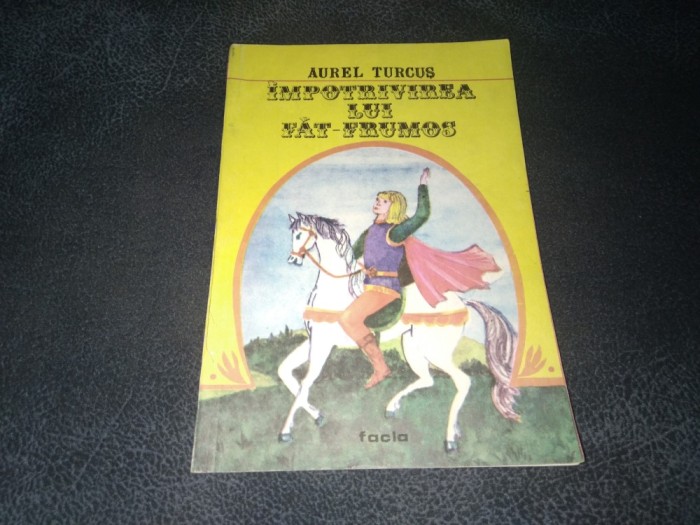 AUREL TURCUȘ
ÎMPOTRIVIREA
LUI
FĂT-FRUMOS
facla